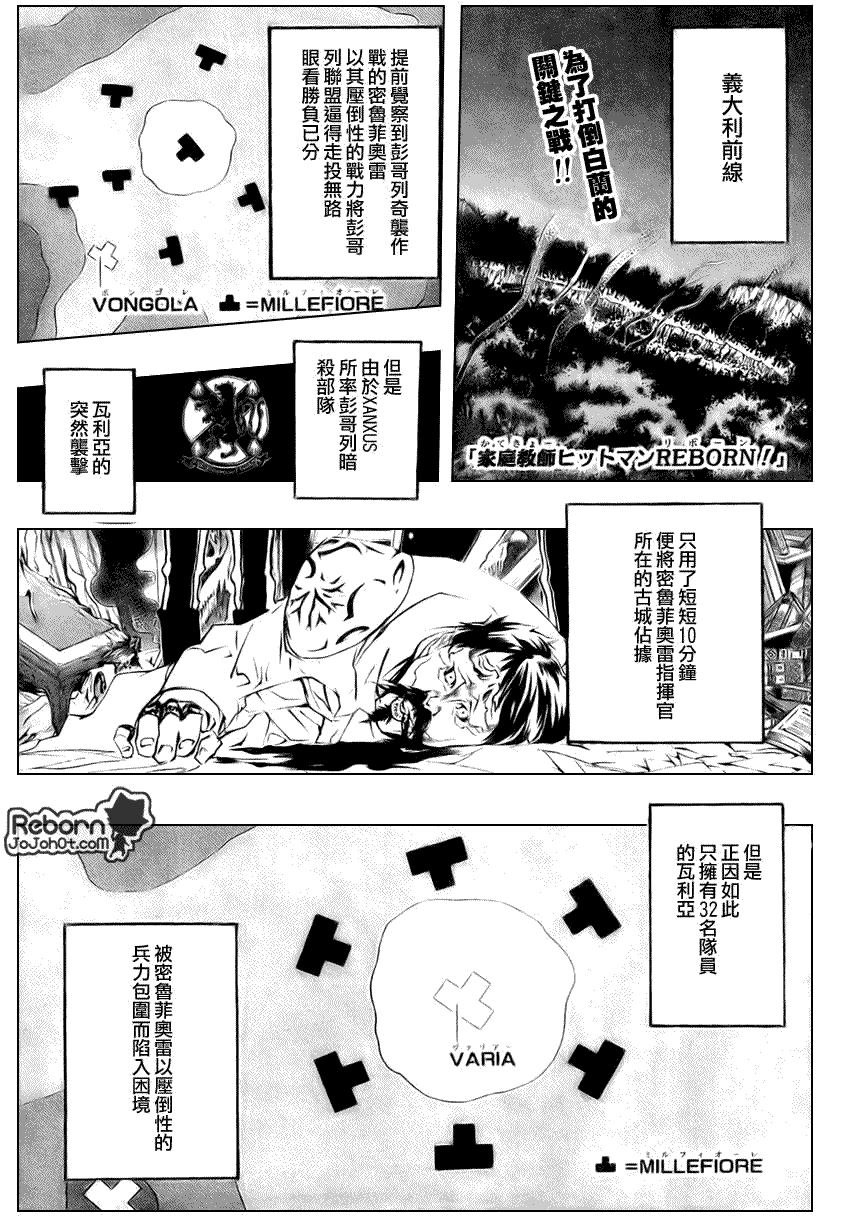 義大利前線
為了打倒白蘭的
關鍵之戰!!
かてきょー
リボーン
「家庭教師ヒットマンREBORN!」
提前覺察到彭哥列奇襲作
戰的密魯菲奧雷
以其壓倒性的戰力將彭哥
列聯盟逼得走投無路
眼看勝負已分
ボンゴレ
VONGOLA
ミルフィオーレ
=MILLEFIORE
但是
由於XANXUS
所率彭哥列暗
殺部隊
瓦利亞的
突然襲擊
只用了短短10分鐘
便將密魯菲奧雷指揮官
所在的古城佔據
Reborn
JoJoHot.com
但是
正因如此
只擁有32名隊員
的瓦利亞
ヴァリアー
VARIA
被密魯菲奧雷以壓倒性的
兵力包圍而陷入困境
ミルフィオーレ
=MILLEFIORE